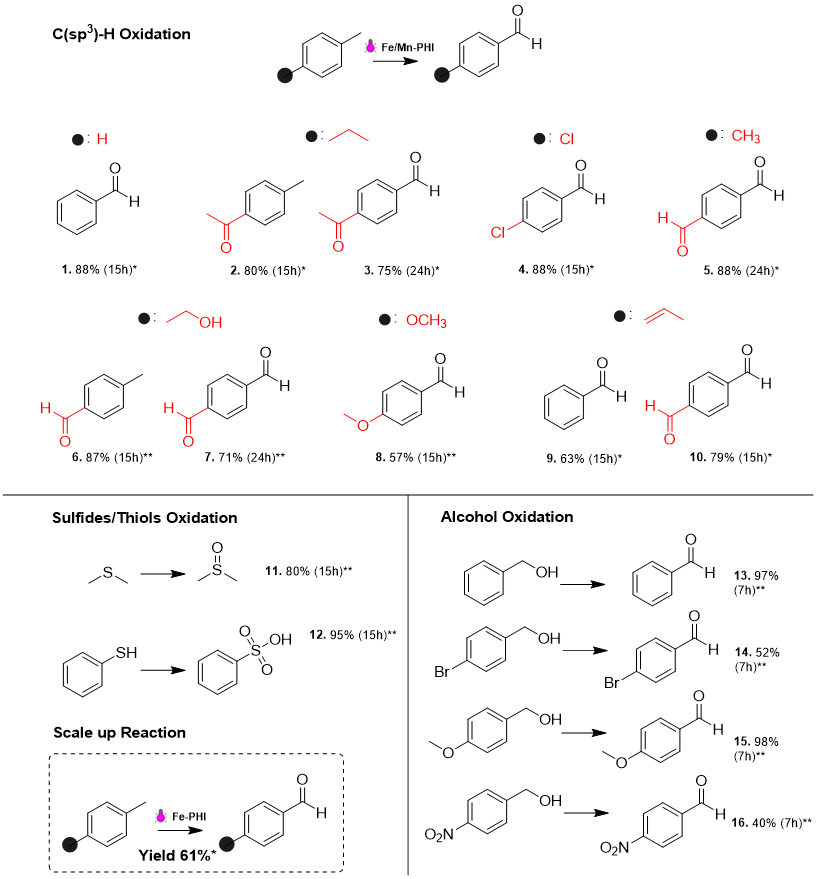 C(sp³)-H Oxidation
Fe/Mn-PHI
O
H
: H
:
: Cl
: CH₃
O
H
O
O
H
O
O
H
Cl
O
H
H
O
1. 88% (15h)*
2. 80% (15h)*
3. 75% (24h)*
4. 88% (15h)*
5. 88% (24h)*
: OH
: OCH₃
:
H
O
O
H
H
O
O
H
O
O
H
O
H
H
O
6. 87% (15h)**
7. 71% (24h)**
8. 57% (15h)**
9. 63% (15h)*
10. 79% (15h)*
Sulfides/Thiols Oxidation
S
O
S
11. 80% (15h)**
SH
O
S
OH
O
12. 95% (15h)**
Scale up Reaction
Fe-PHI
O
H
Yield 61%*
Alcohol Oxidation
OH
O
H
13. 97%
(7h)**
OH
Br
O
H
Br
14. 52%
(7h)**
OH
O
O
H
O
15. 98%
(7h)**
OH
NO₂
O
H
NO₂
16. 40% (7h)**